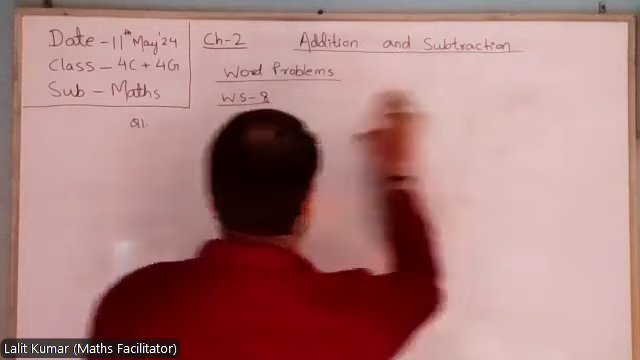 Date - 11th May'24
Class - 4C + 4G
Sub - Maths
Ch-2 Addition and Subtraction
Word Problems
WS-8
Q1.
Lalit Kumar (Maths Facilitator)